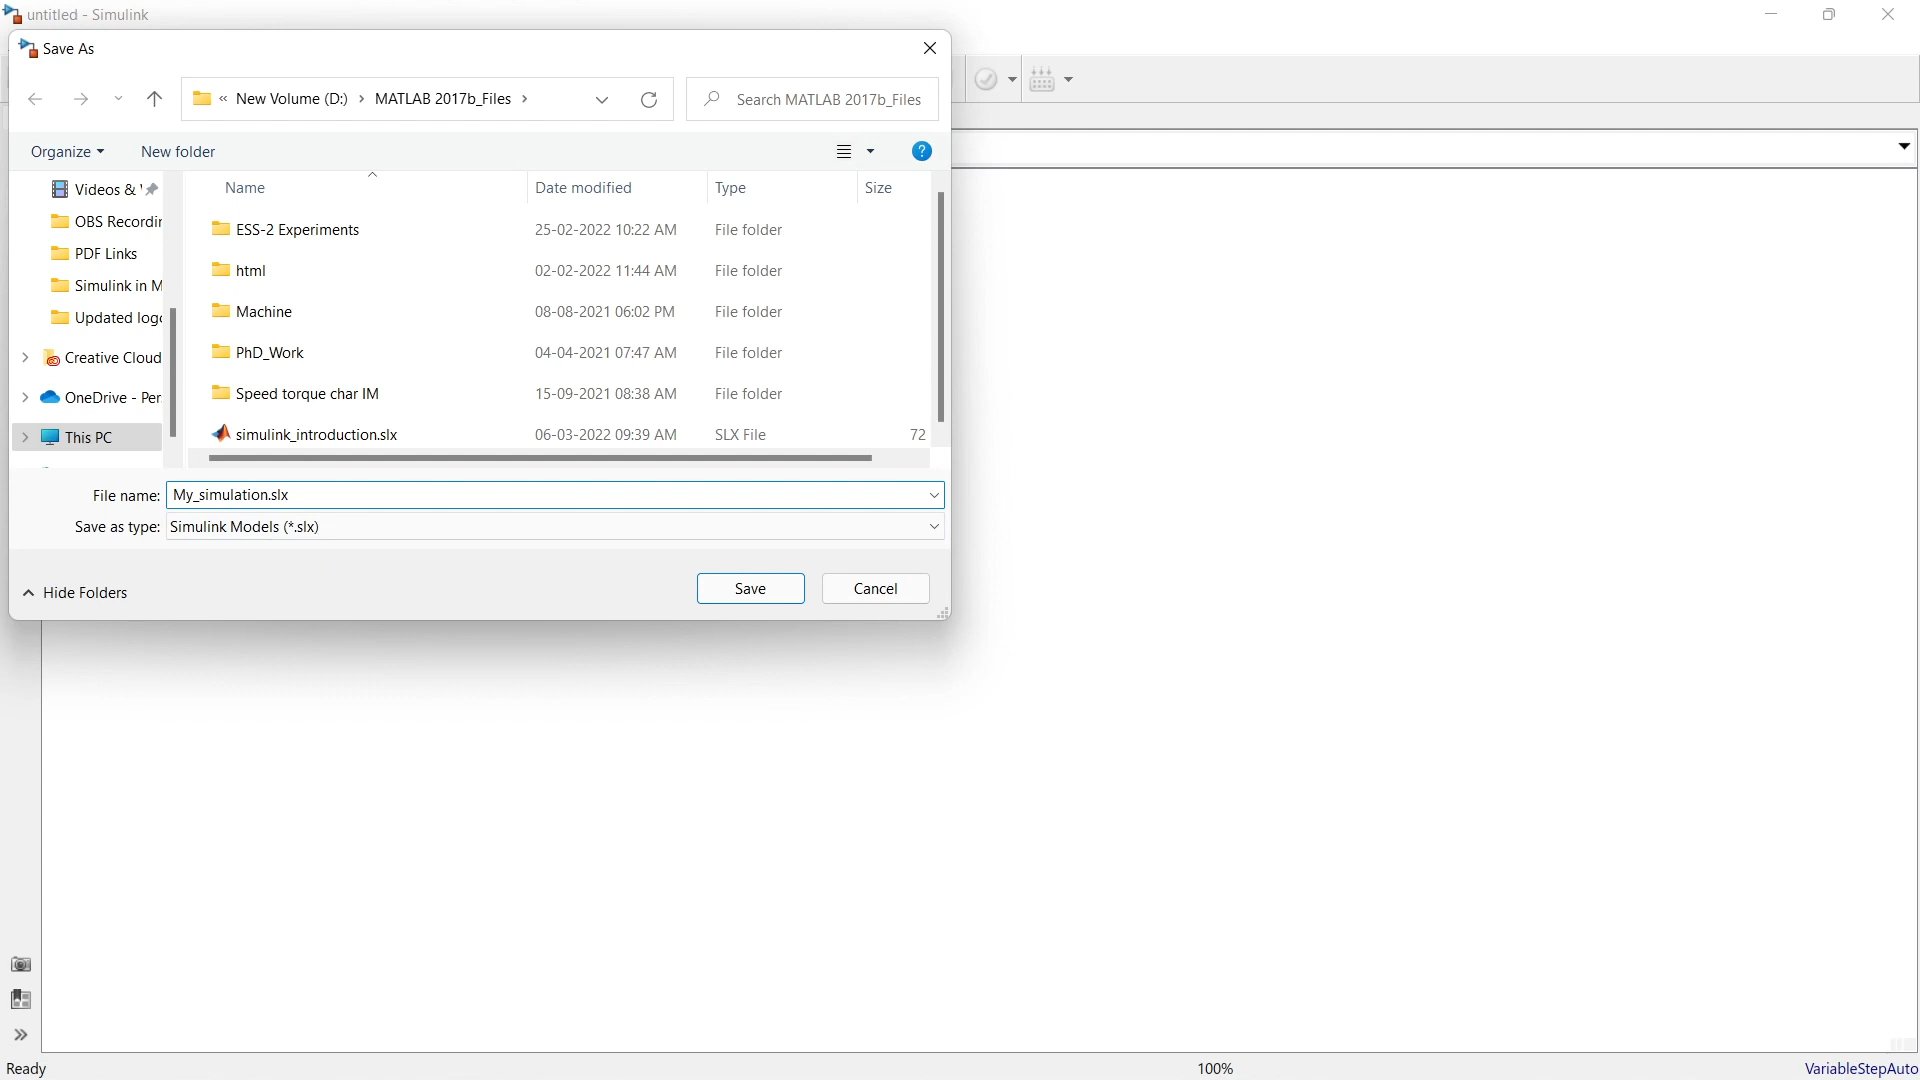 untitled - Simulink
Save As
« New Volume (D:) › MATLAB 2017b_Files ›
Search MATLAB 2017b_Files
Organize
New folder
Name
Date modified
Type
Size
Videos &
OBS Recordin
PDF Links
Simulink in M
Updated logo
Creative Cloud
OneDrive - Per
This PC
ESS-2 Experiments 25-02-2022 10:22 AM File folder
html 02-02-2022 11:44 AM File folder
Machine 08-08-2021 06:02 PM File folder
PhD_Work 04-04-2021 07:47 AM File folder
Speed torque char IM 15-09-2021 08:38 AM File folder
simulink_introduction.slx 06-03-2022 09:39 AM SLX File 72
File name: My_simulation.slx
Save as type: Simulink Models (*.slx)
Hide Folders
Save
Cancel
Ready
100%
VariableStepAuto